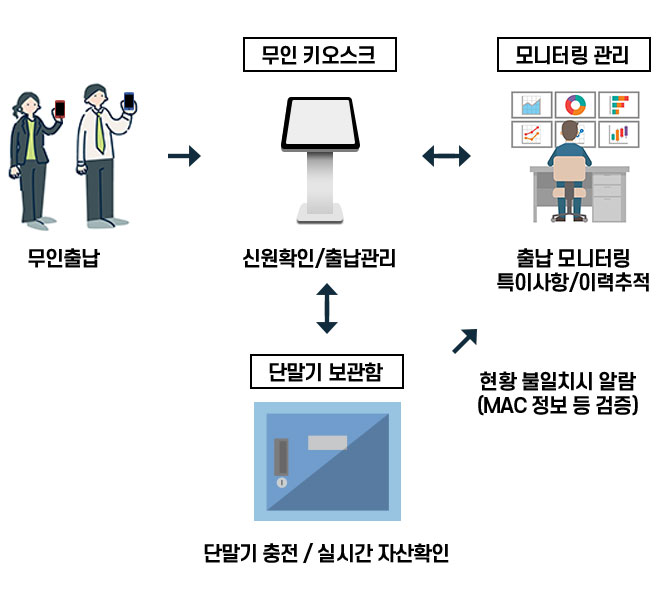 무인 키오스크
모니터링 관리
무인출납
신원확인/출납관리
출납 모니터링
특이사항/이력추적
단말기 보관함
현황 불일치시 알람
(MAC 정보 등 검증)
단말기 충전 / 실시간 자산확인